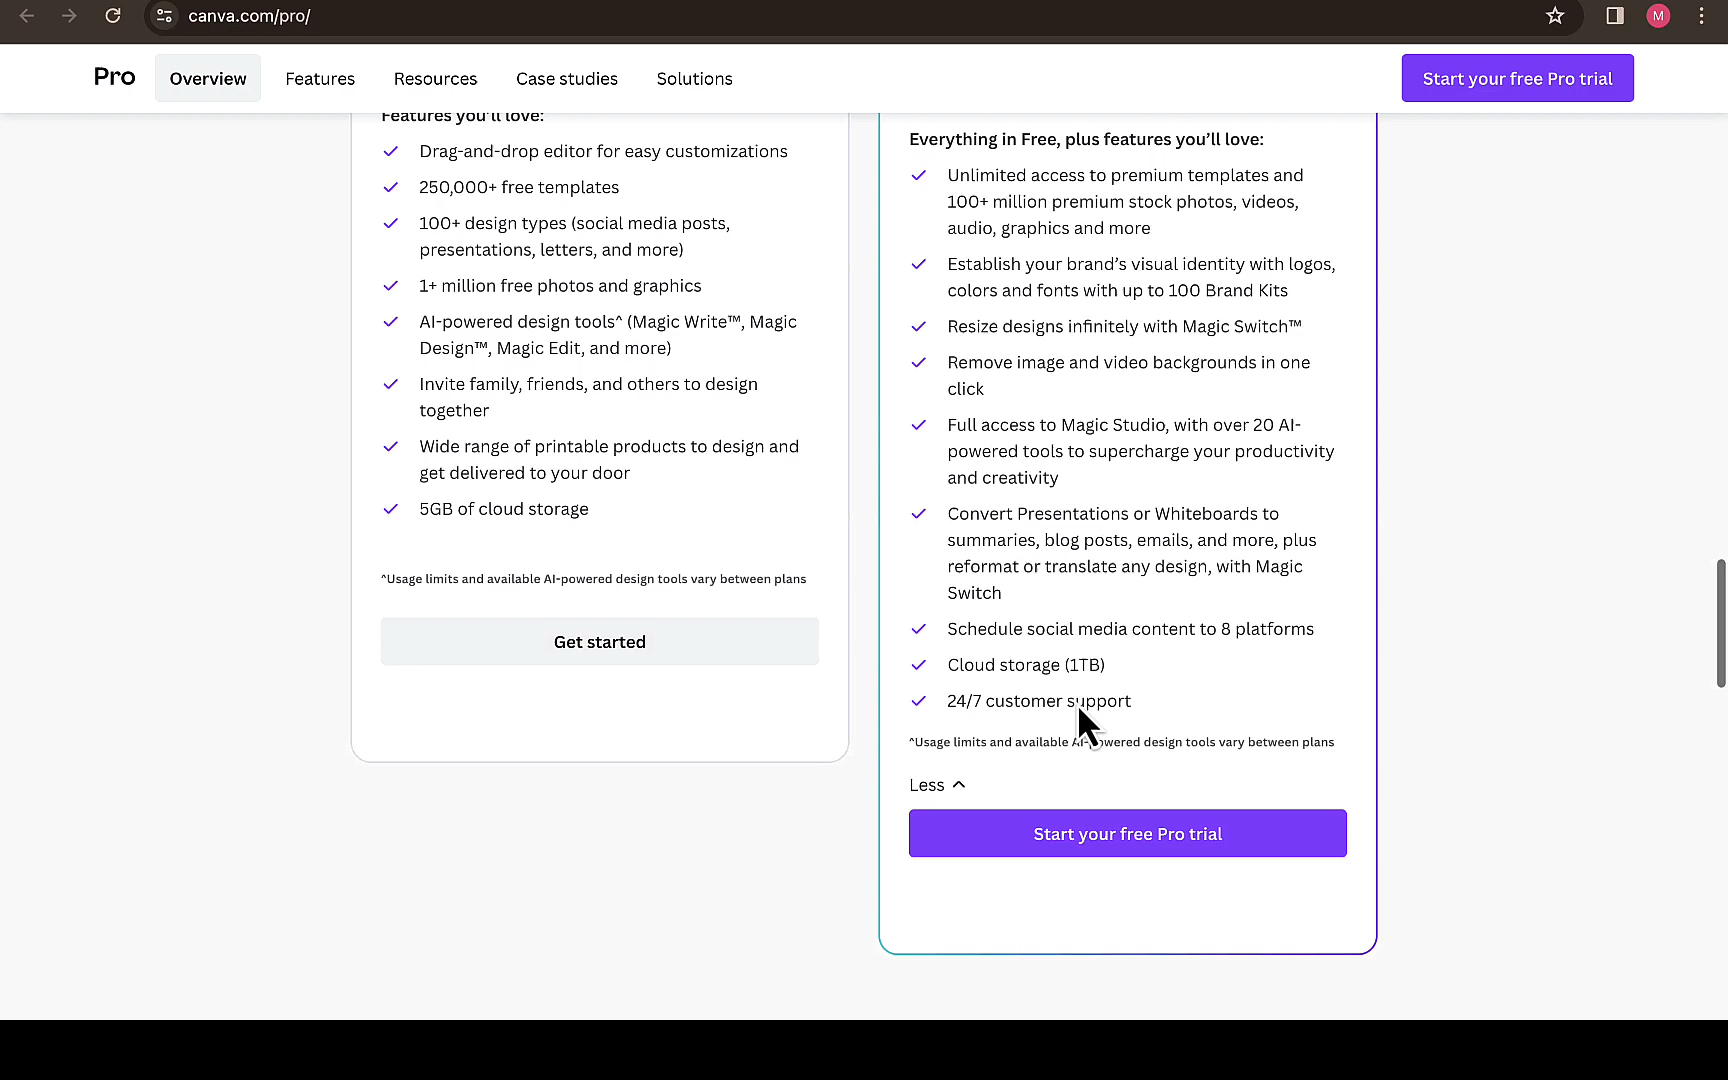 canva.com/pro/
M
Pro
Overview
Features
Resources
Case studies
Solutions
Start your free Pro trial
Features you'll love:
Drag-and-drop editor for easy customizations
250,000+ free templates
100+ design types (social media posts,
presentations, letters, and more)
1+ million free photos and graphics
AI-powered design tools^ (Magic Write™, Magic
Design™, Magic Edit, and more)
Invite family, friends, and others to design
together
Wide range of printable products to design and
get delivered to your door
5GB of cloud storage
^Usage limits and available AI-powered design tools vary between plans
Get started
Everything in Free, plus features you’ll love:
Unlimited access to premium templates and
100+ million premium stock photos, videos,
audio, graphics and more
Establish your brand’s visual identity with logos,
colors and fonts with up to 100 Brand Kits
Resize designs infinitely with Magic Switch™
Remove image and video backgrounds in one
click
Full access to Magic Studio, with over 20 AI-
powered tools to supercharge your productivity
and creativity
Convert Presentations or Whiteboards to
summaries, blog posts, emails, and more, plus
reformat or translate any design, with Magic
Switch
Schedule social media content to 8 platforms
Cloud storage (1TB)
24/7 customer support
^Usage limits and available AI-powered design tools vary between plans
Less
Start your free Pro trial